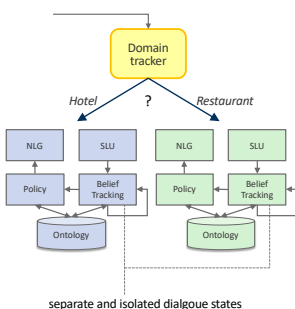 Domain
tracker
Hotel
?
Restaurant
NLG
SLU
NLG
SLU
Policy
Belief
Tracking
Policy
Belief
Tracking
Ontology
Ontology
separate and isolated dialgoue states